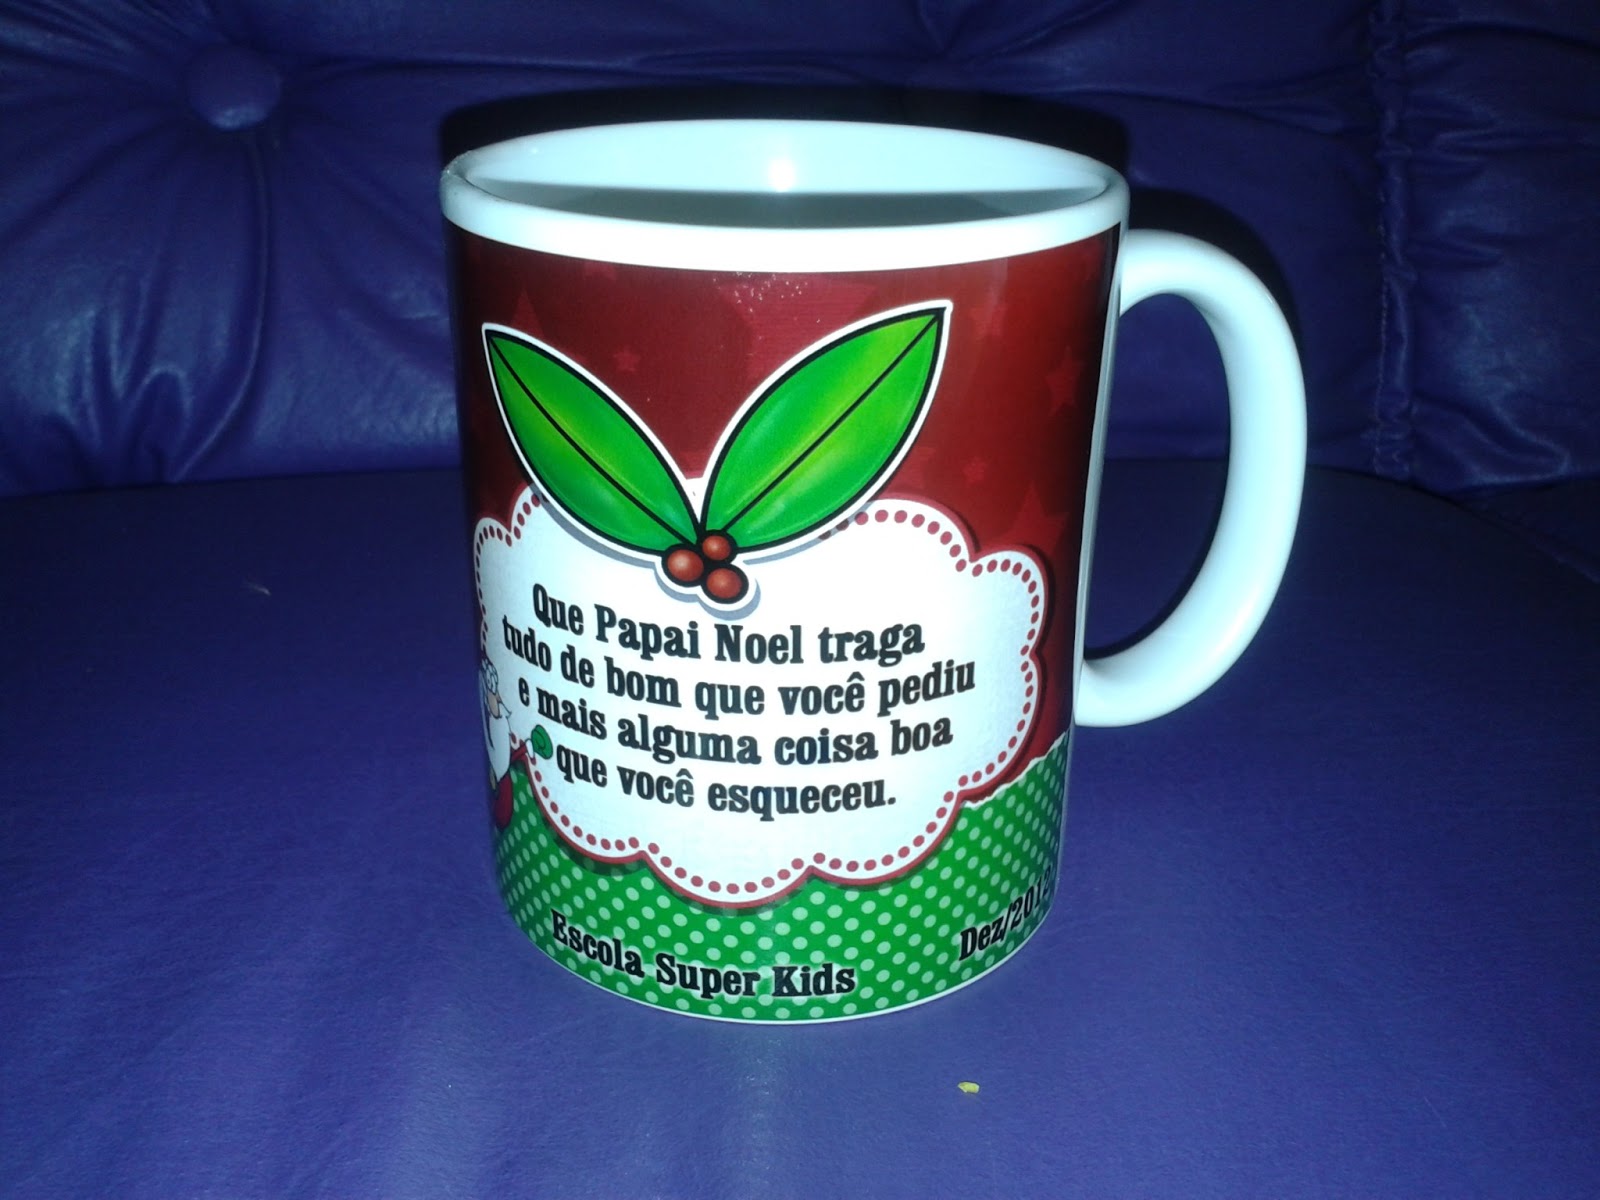 Que Papai Noel traga
tudo de bom que você pediu
e mais alguma coisa boa
que você esqueceu.
Escola Super Kids